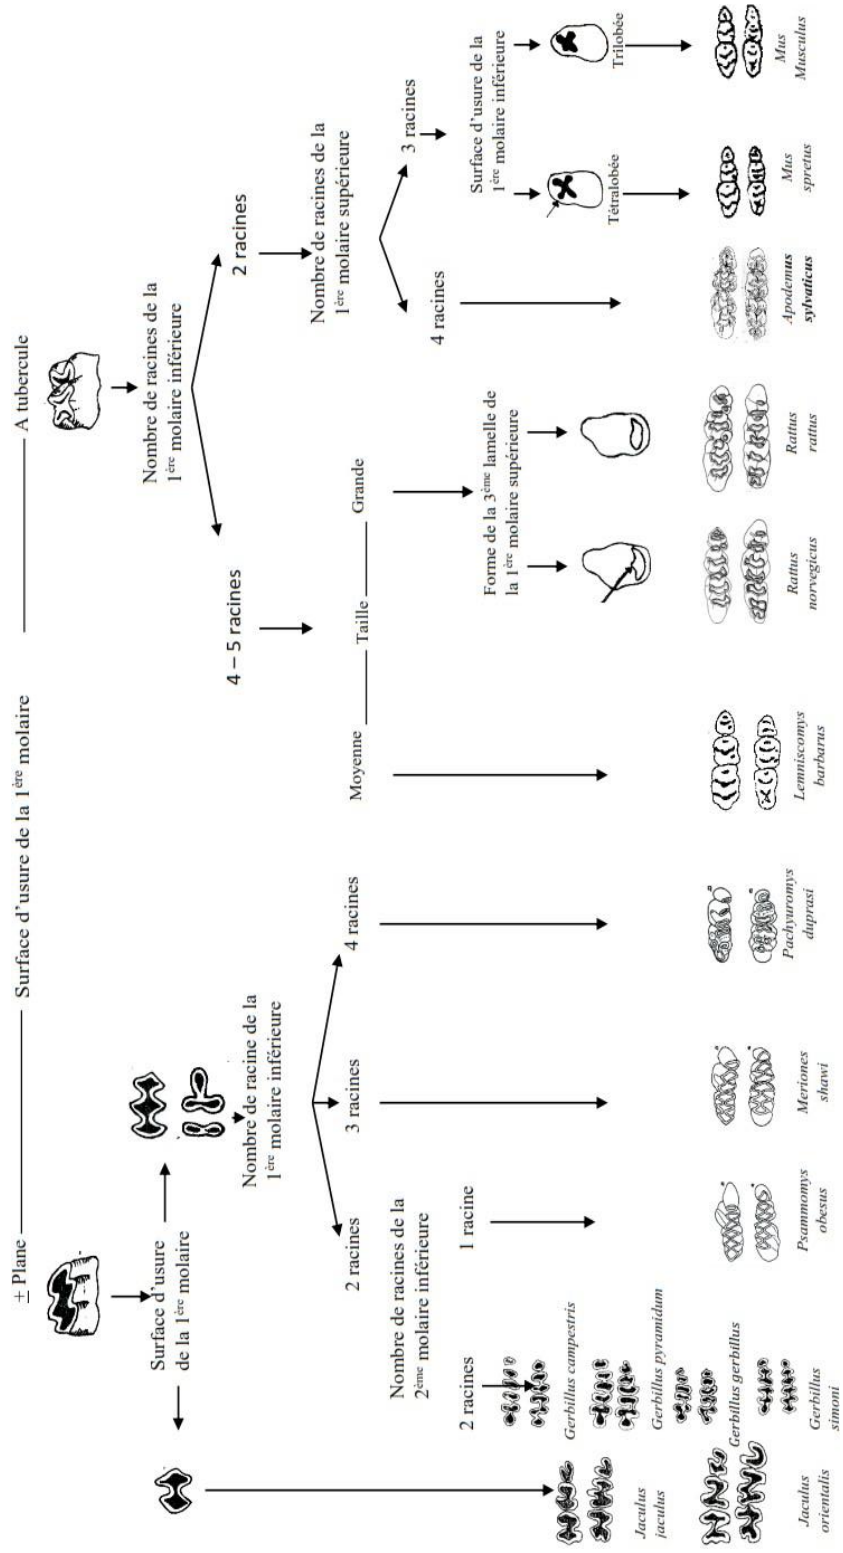 ± Plane
Surface d'usure de la 1ère molaire
A tubercule
Surface d'usure
de la 1ère molaire
Nombre de racine de la
1ère molaire inférieure
2 racines
3 racines
4 racines
Nombre de racines de la
2ème molaire inférieure
2 racines
1 racine
Nombre de racines de la
1ère molaire inférieure
4 – 5 racines
2 racines
Moyenne
Taille
Grande
Forme de la 3ème lamelle de
la 1ère molaire supérieure
Nombre de racines de la
1ère molaire supérieure
4 racines
3 racines
Surface d'usure de la
1ère molaire inférieure
Tétralobée
Trilobée
Jaculus
jaculus
Jaculus
orientalis
Gerbillus campestris
Gerbillus pyramidum
Gerbillus gerbillus
Gerbillus
simoni
Psammomys
obesus
Meriones
shawi
Pachyuromys
duprasi
Lemniscomys
barbarus
Rattus
norvegicus
Rattus
rattus
Apodemus
sylvaticus
Mus
spretus
Mus
Musculus